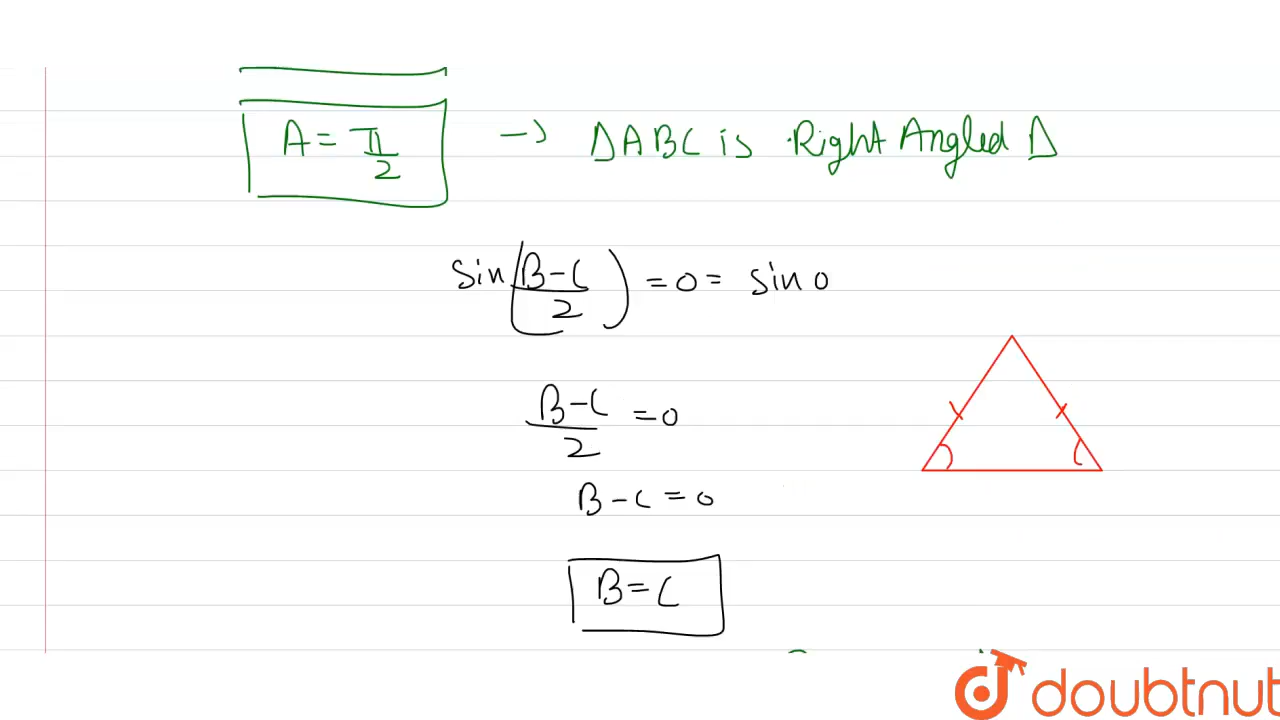 A = π/2 → ΔABC is Right Angled Δ
sin((B-C)/2) = 0 = sin 0
(B-C)/2 = 0
B - C = 0
B = C
doubtnut